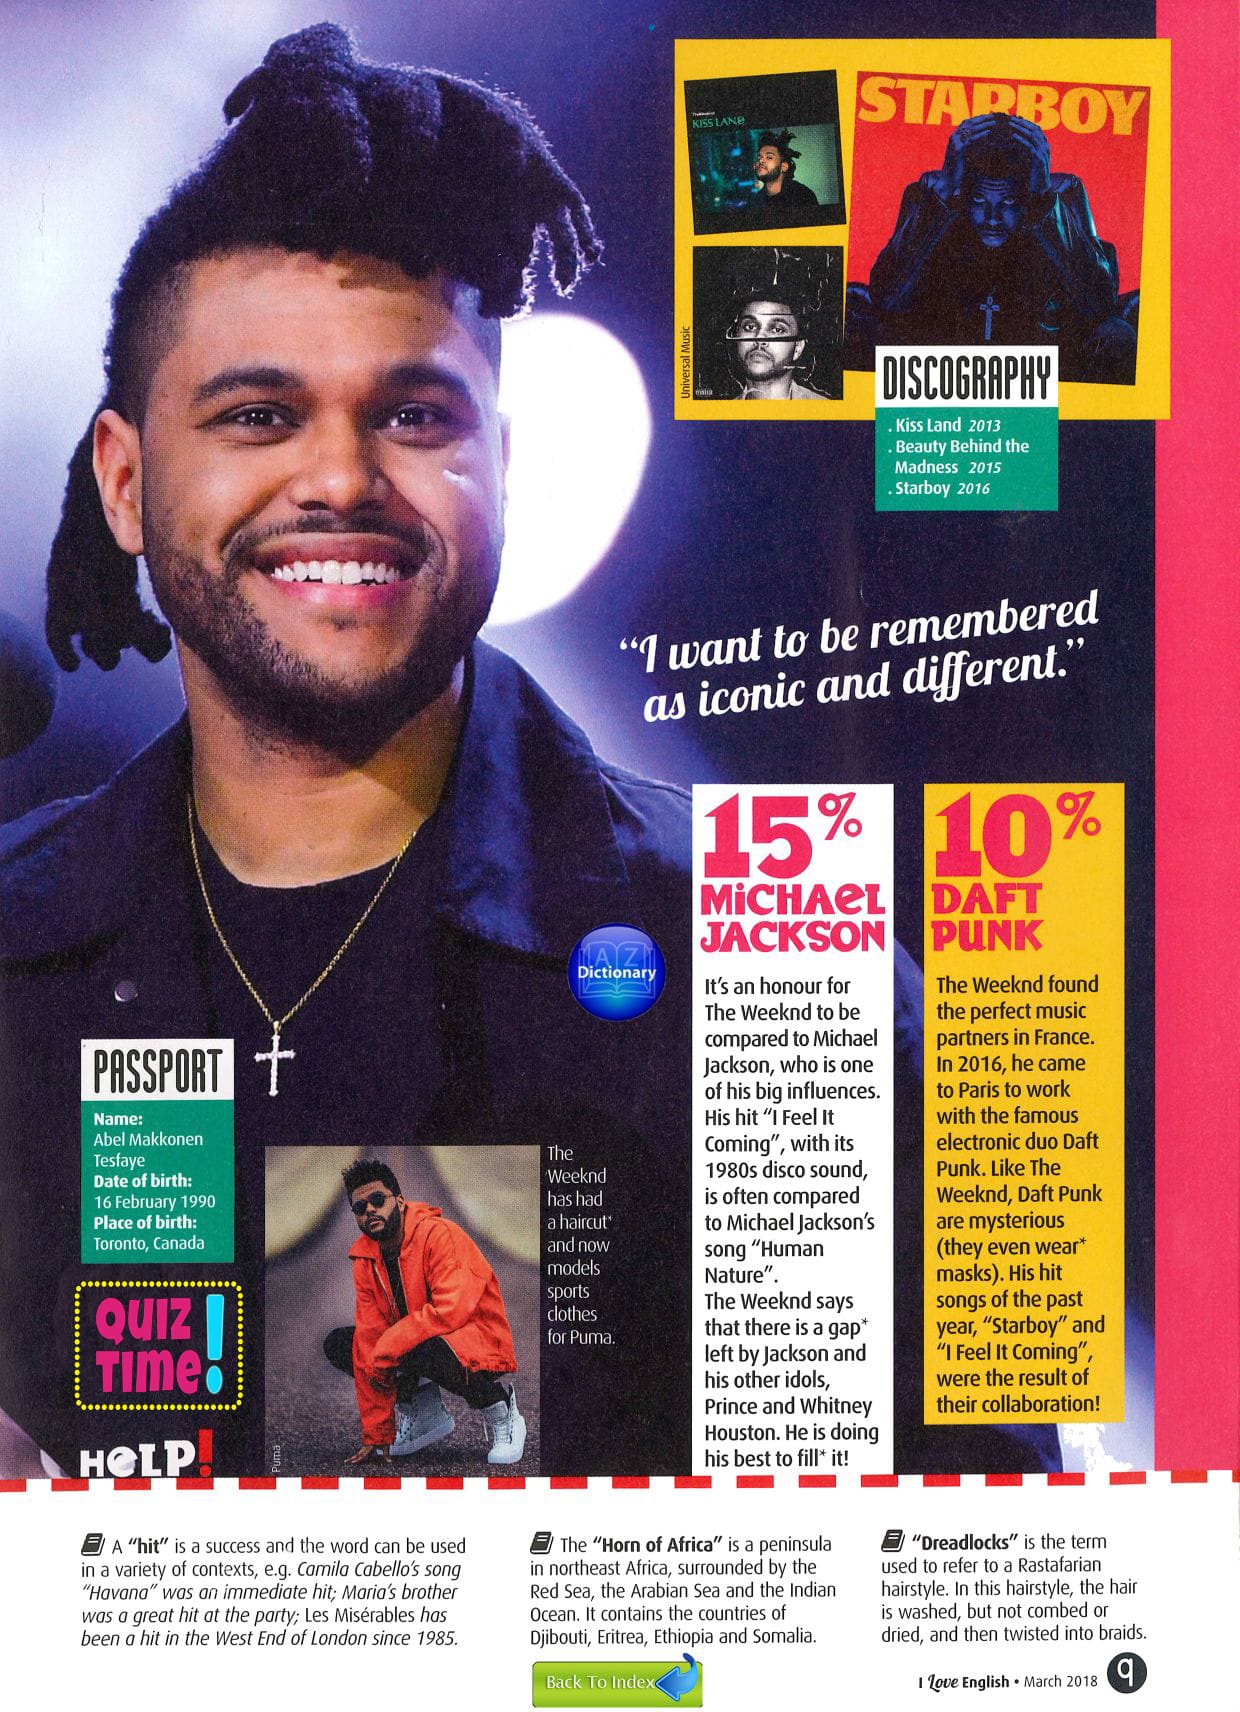 TheWeeknd
KISS LAND
STARBOY
Universal Music
DISCOGRAPHY
. Kiss Land 2013
. Beauty Behind the
Madness 2015
. Starboy 2016
“I want to be remembered
as iconic and different.”
15%
MiCHAeL
JACKSON
It’s an honour for
The Weeknd to be
compared to Michael
Jackson, who is one
of his big influences.
His hit “I Feel It
Coming”, with its
1980s disco sound,
is often compared
to Michael Jackson’s
song “Human
Nature”.
The Weeknd says
that there is a gap*
left by Jackson and
his other idols,
Prince and Whitney
Houston. He is doing
his best to fill* it!
10%
DAFT
PUNK
The Weeknd found
the perfect music
partners in France.
In 2016, he came
to Paris to work
with the famous
electronic duo Daft
Punk. Like The
Weeknd, Daft Punk
are mysterious
(they even wear*
masks). His hit
songs of the past
year, “Starboy” and
“I Feel It Coming”,
were the result of
their collaboration!
A Z
Dictionary
PASSPORT
Name:
Abel Makkonen
Tesfaye
Date of birth:
16 February 1990
Place of birth:
Toronto, Canada
QUIZ
TIMe!
HeLP!
Puma
The
Weeknd
has had
a haircut*
and now
models
sports
clothes
for Puma.
A “hit” is a success and the word can be used
in a variety of contexts, e.g. Camila Cabello’s song
“Havana” was an immediate hit; Maria’s brother
was a great hit at the party; Les Misérables has
been a hit in the West End of London since 1985.
The “Horn of Africa” is a peninsula
in northeast Africa, surrounded by the
Red Sea, the Arabian Sea and the Indian
Ocean. It contains the countries of
Djibouti, Eritrea, Ethiopia and Somalia.
“Dreadlocks” is the term
used to refer to a Rastafarian
hairstyle. In this hairstyle, the hair
is washed, but not combed or
dried, and then twisted into braids.
Back To Index
I Love English • March 2018 9